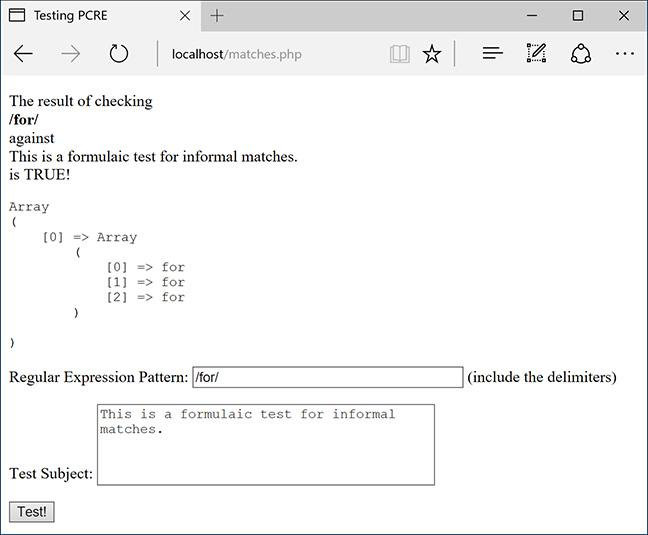 Testing PCRE
localhost/matches.php
The result of checking
/for/
against
This is a formulaic test for informal matches.
is TRUE!
Array
(
    [0] => Array
        (
            [0] => for
            [1] => for
            [2] => for
        )
)
Regular Expression Pattern: /for/ (include the delimiters)
This is a formulaic test for informal
matches.
Test Subject:
Test!